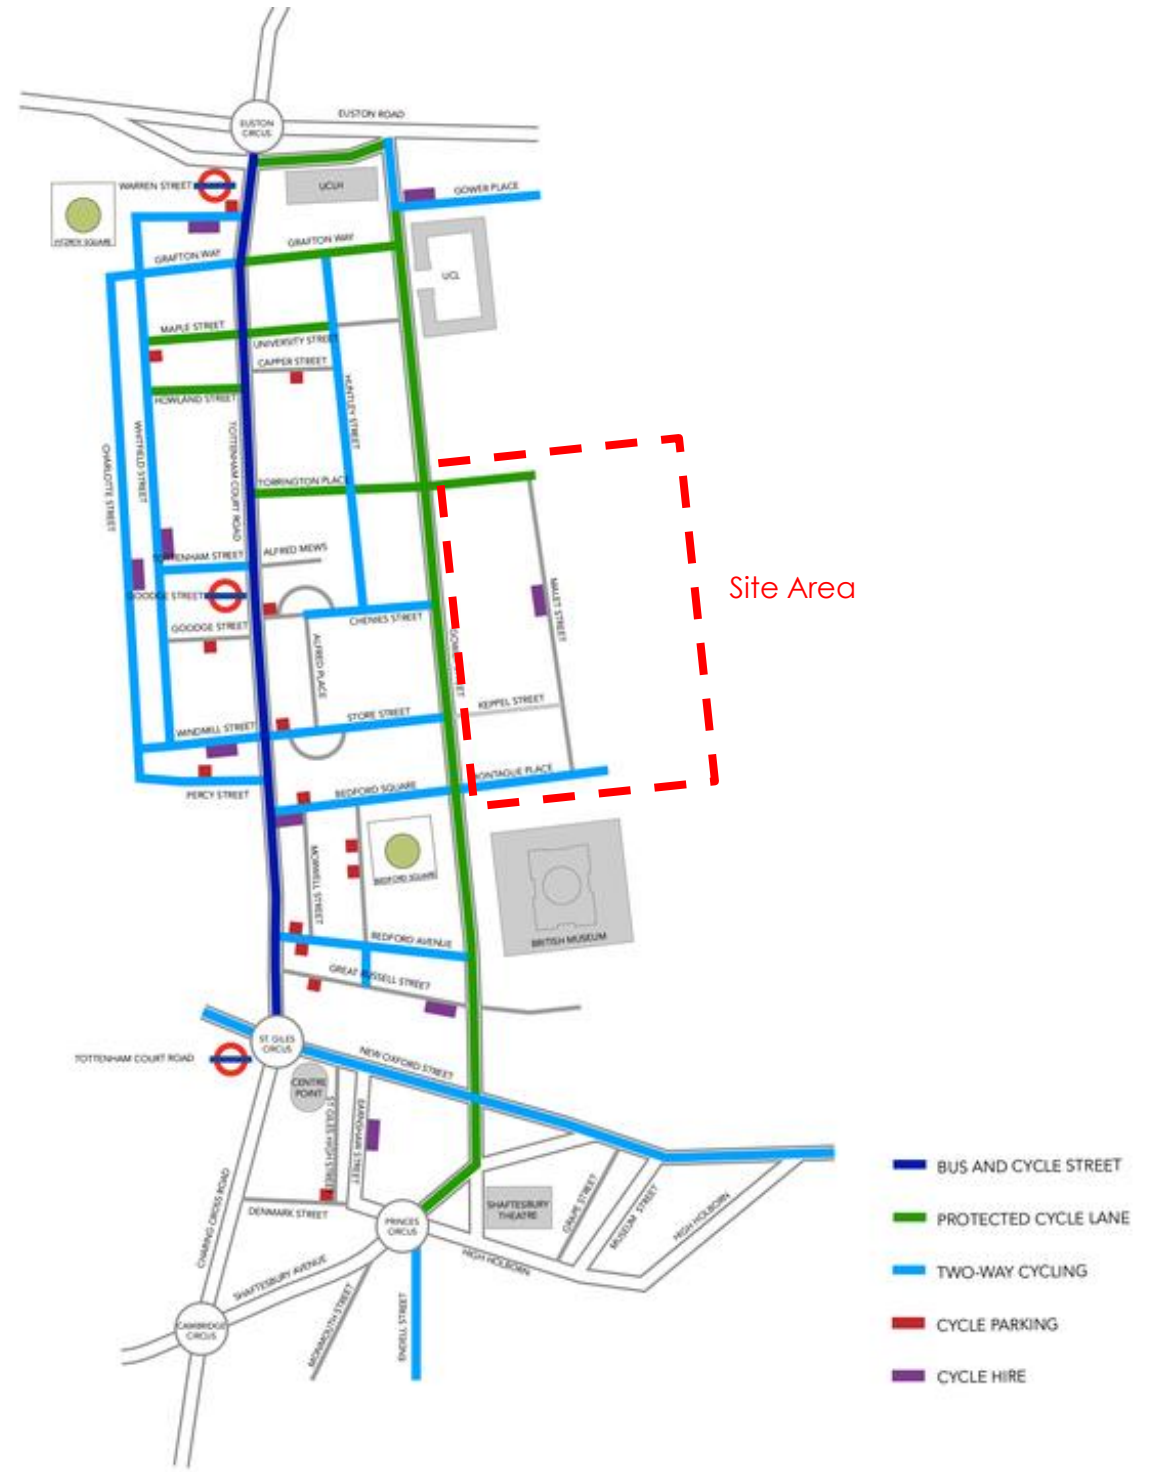 EUSTON ROAD
EUSTON
CIRCUS
WARREN STREET
UCLH
GOWER PLACE
FITZROY SQUARE
GRAFTON WAY
GRAFTON WAY
UCL
MAPLE STREET
UNIVERSITY STREET
CAPPER STREET
HOWLAND STREET
HUNTLEY STREET
WHITFIELD STREET
TOTTENHAM COURT ROAD
CHARLOTTE STREET
TORRINGTON PLACE
TOTTENHAM STREET
ALFRED MEWS
Site Area
GOODGE STREET
MALET STREET
GOODGE STREET
CHENIES STREET
ALFRED PLACE
GOWER STREET
KEPPEL STREET
STORE STREET
WINDMILL STREET
MONTAGUE PLACE
PERCY STREET
BEDFORD SQUARE
MORWELL STREET
BEDFORD SQUARE
BEDFORD AVENUE
BRITISH MUSEUM
GREAT RUSSELL STREET
ST. GILES
CIRCUS
TOTTENHAM COURT ROAD
NEW OXFORD STREET
CENTRE
POINT
ST GILES HIGH STREET
EARNSHAW STREET
BUS AND CYCLE STREET
CHARING CROSS ROAD
DENMARK STREET
PRINCES
CIRCUS
SHAFTESBURY
THEATRE
GRAPE STREET
MUSEUM STREET
HIGH HOLBORN
PROTECTED CYCLE LANE
HIGH HOLBORN
SHAFTESBURY AVENUE
TWO-WAY CYCLING
CAMBRIDGE
CIRCUS
MONMOUTH STREET
ENDELL STREET
CYCLE PARKING
CYCLE HIRE